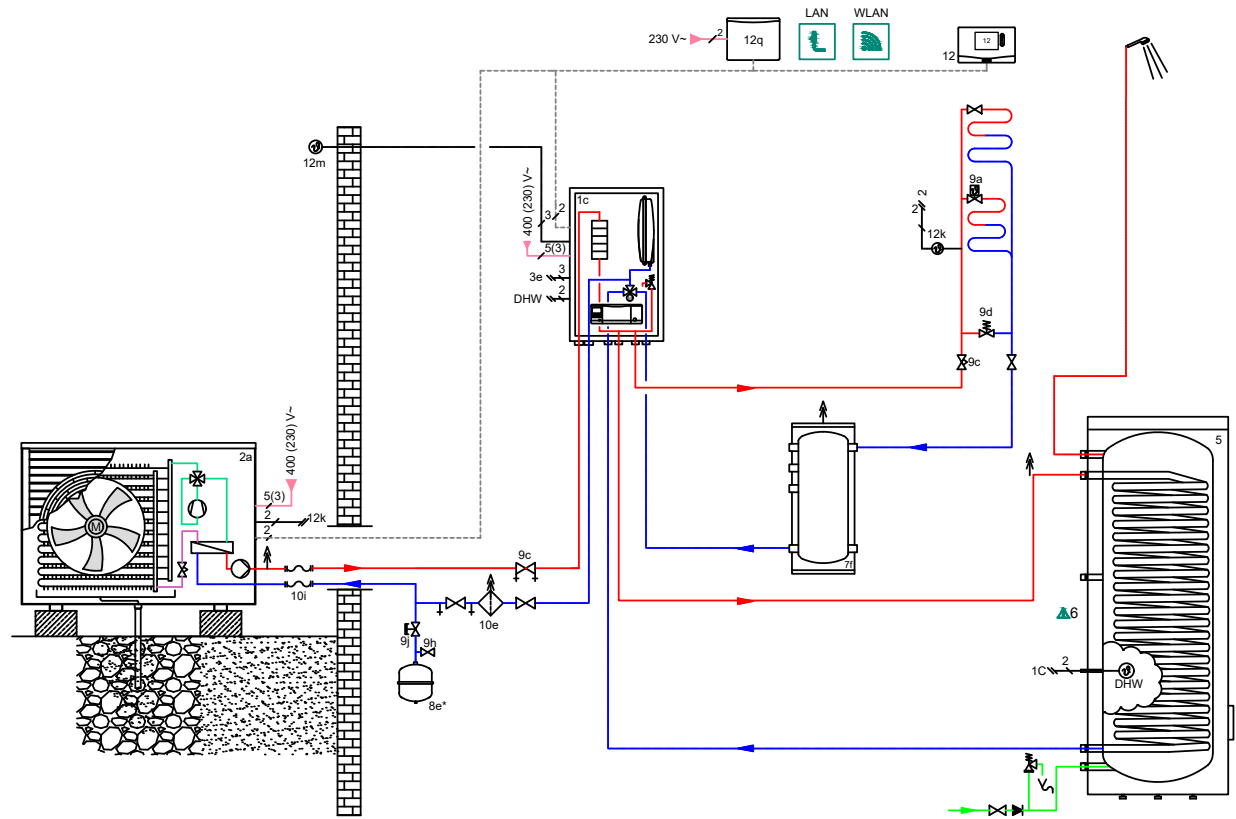 LAN
WLAN
230 V~
2
12q
12
12
12m
400 (230) V~
3
2
1c
5(3)
3e
3
DHW
2
2
2
12k
9a
9d
9c
2a
400 (230) V~
5(3)
2
12k
2
M
9c
10i
10e
9j
9h
8e*
7f
5
6
1C
2
DHW